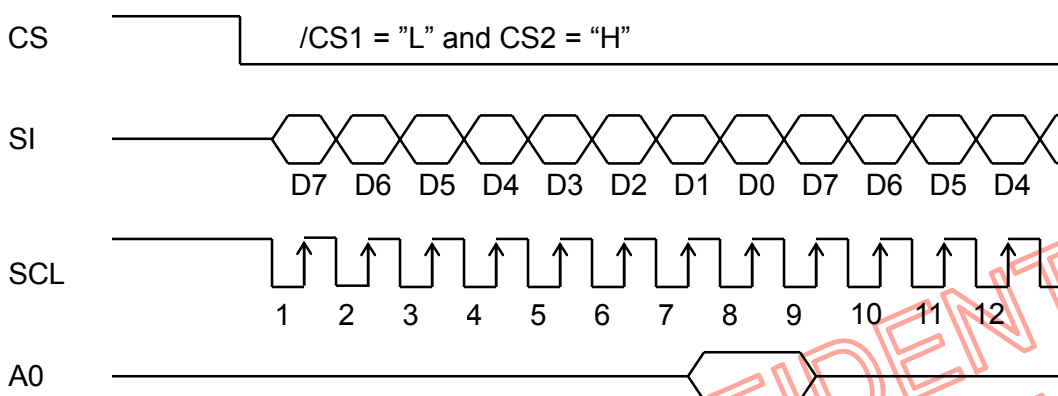 CS /CS1 = ”L” and CS2 = “H”
SI
D7 D6 D5 D4 D3 D2 D1 D0 D7 D6 D5 D4
SCL
1 2 3 4 5 6 7 8 9 10 11 12
A0